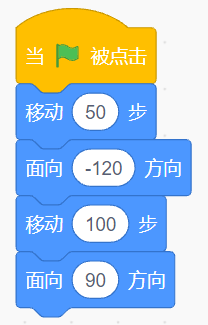 当 被点击
移动 50 步
面向 -120 方向
移动 100 步
面向 90 方向